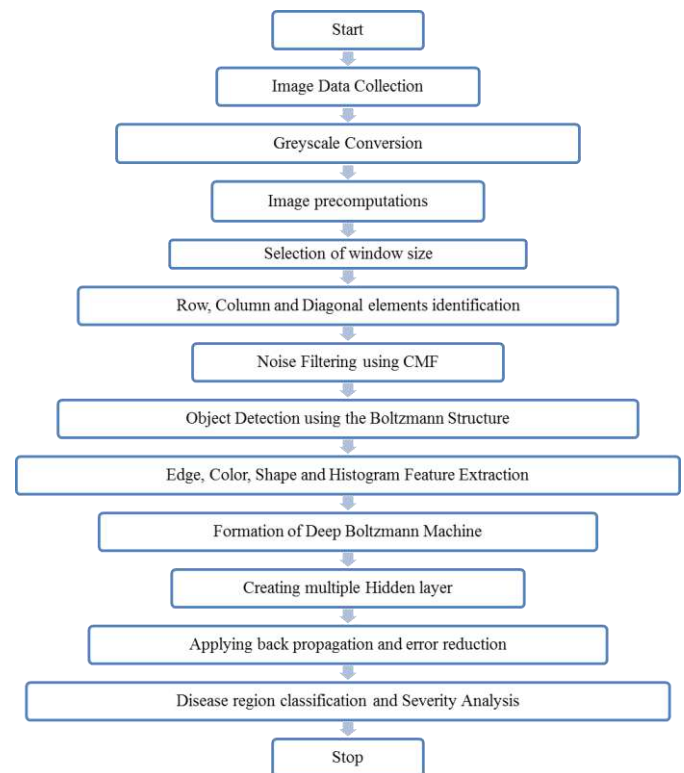 Start
Image Data Collection
Greyscale Conversion
Image precomputations
Selection of window size
Row, Column and Diagonal elements identification
Noise Filtering using CMF
Object Detection using the Boltzmann Structure
Edge, Color, Shape and Histogram Feature Extraction
Formation of Deep Boltzmann Machine
Creating multiple Hidden layer
Applying back propagation and error reduction
Disease region classification and Severity Analysis
Stop